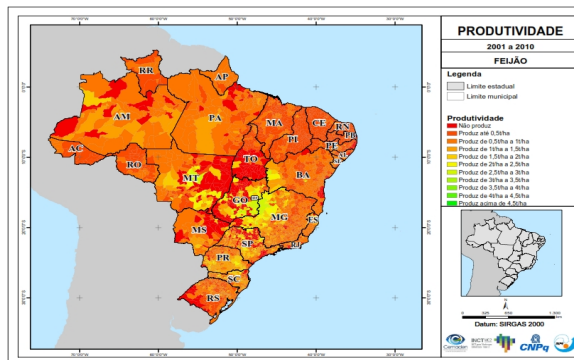 PRODUTIVIDADE
2001 a 2010
FEIJÃO
Legenda
Limite estadual
Limite municipal
Produtividade
Não produz
Produz até 0,5t/ha
Produz de 0,5t/ha a 1t/ha
Produz de 1t/ha a 1,5t/ha
Produz de 1,5t/ha a 2t/ha
Produz de 2t/ha a 2,5t/ha
Produz de 2,5t/ha a 3t/ha
Produz de 3t/ha a 3,5t/ha
Produz de 3,5t/ha a 4t/ha
Produz de 4t/ha a 4,5t/ha
Produz acima de 4,5t/ha
RR
AP
AM
PA
MA
CE
RN
PB
PI
PE
AC
RO
TO
BA
MT
GO
MG
ES
MS
SP
RJ
PR
SC
RS
Datum: SIRGAS 2000
Cemaden
INCT
CNPq